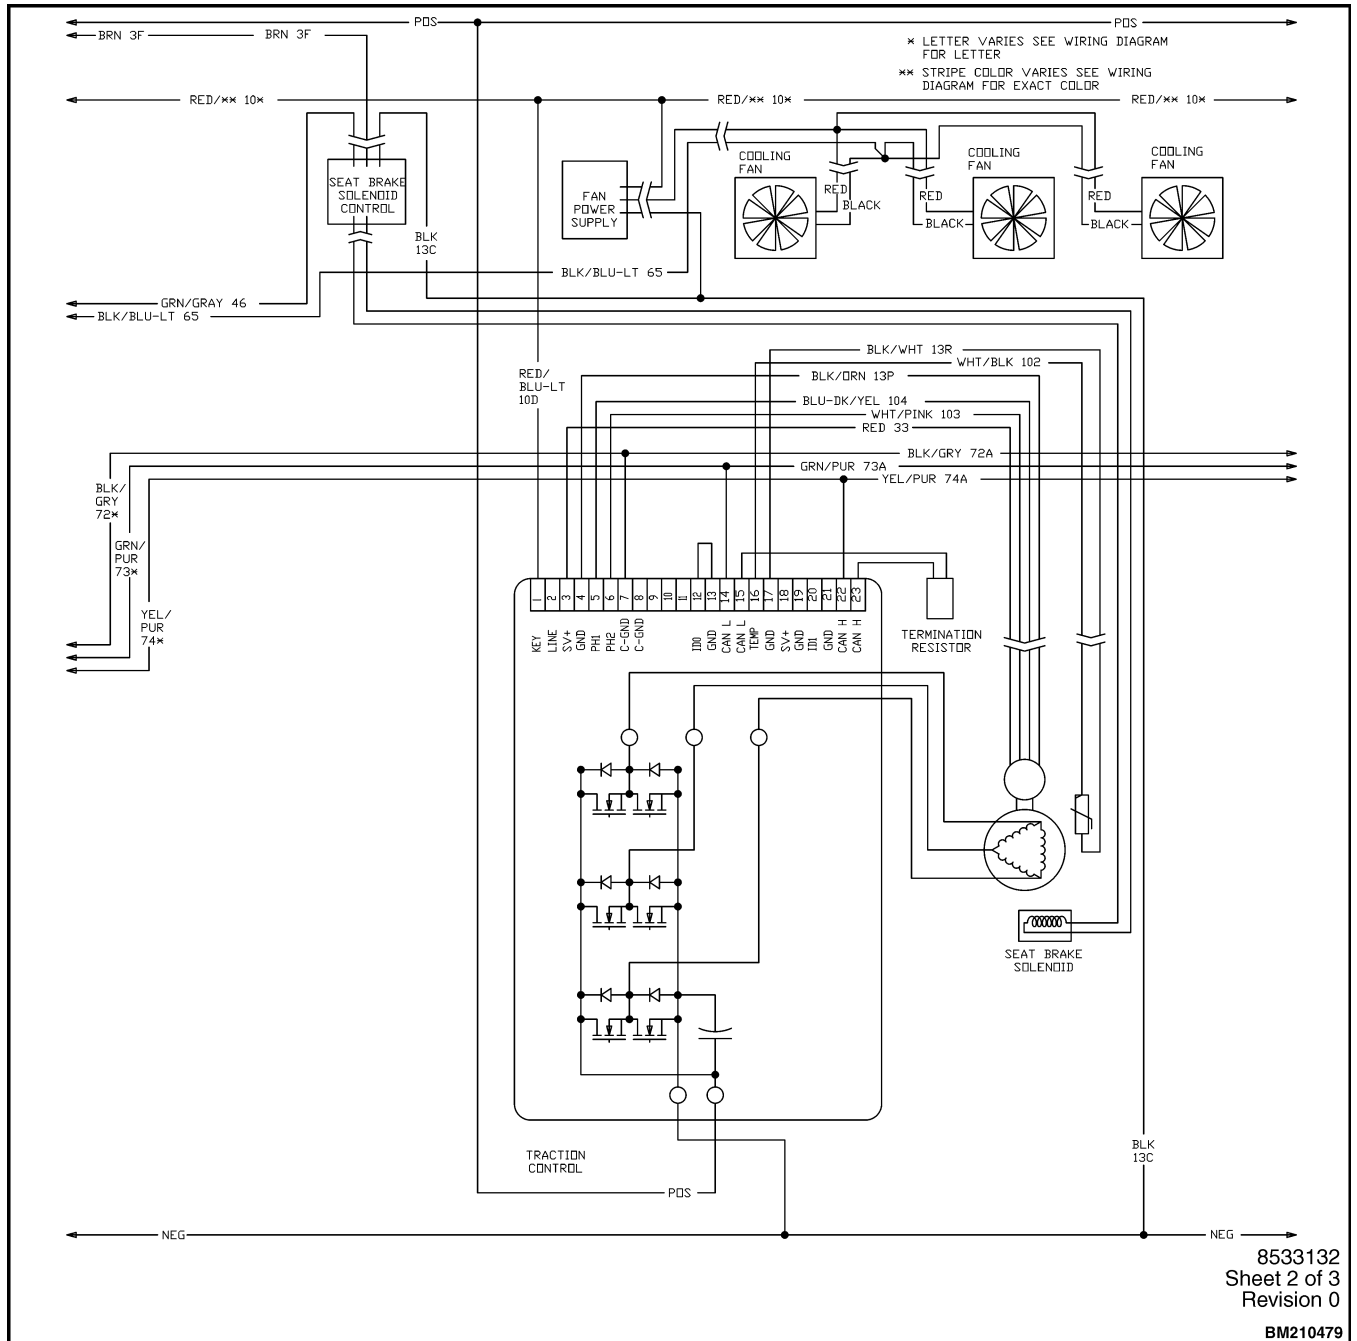 POS
POS
BRN 3F
BRN 3F
* LETTER VARIES SEE WIRING DIAGRAM
FOR LETTER
** STRIPE COLOR VARIES SEE WIRING
DIAGRAM FOR EXACT COLOR
RED/** 10*
RED/** 10*
RED/** 10*
COOLING
FAN
COOLING
FAN
COOLING
FAN
SEAT BRAKE
SOLENOID
CONTROL
FAN
POWER
SUPPLY
RED
BLACK
RED
BLACK
RED
BLACK
BLK
13C
BLK/BLU-LT 65
GRN/GRAY 46
BLK/BLU-LT 65
BLK/WHT 13R
WHT/BLK 102
RED/
BLU-LT
10D
BLK/ORN 13P
BLU-DK/YEL 104
WHT/PINK 103
RED 33
BLK/GRY 72A
GRN/PUR 73A
YEL/PUR 74A
BLK/
GRY
72*
GRN/
PUR
73*
YEL/
PUR
74*
1 2 3 4 5 6 7 8 9 10 11 12 13 14 15 16 17 18 19 20 21 22 23
KEY
LINE
5V+
GND
PH1
PH2
C-GND
C-GND
ID0
GND
CAN L
CAN L
TEMP
GND
5V+
GND
ID1
GND
CAN H
CAN H
TERMINATION
RESISTOR
SEAT BRAKE
SOLENOID
TRACTION
CONTROL
BLK
13C
POS
NEG
NEG
8533132
Sheet 2 of 3
Revision 0
BM210479